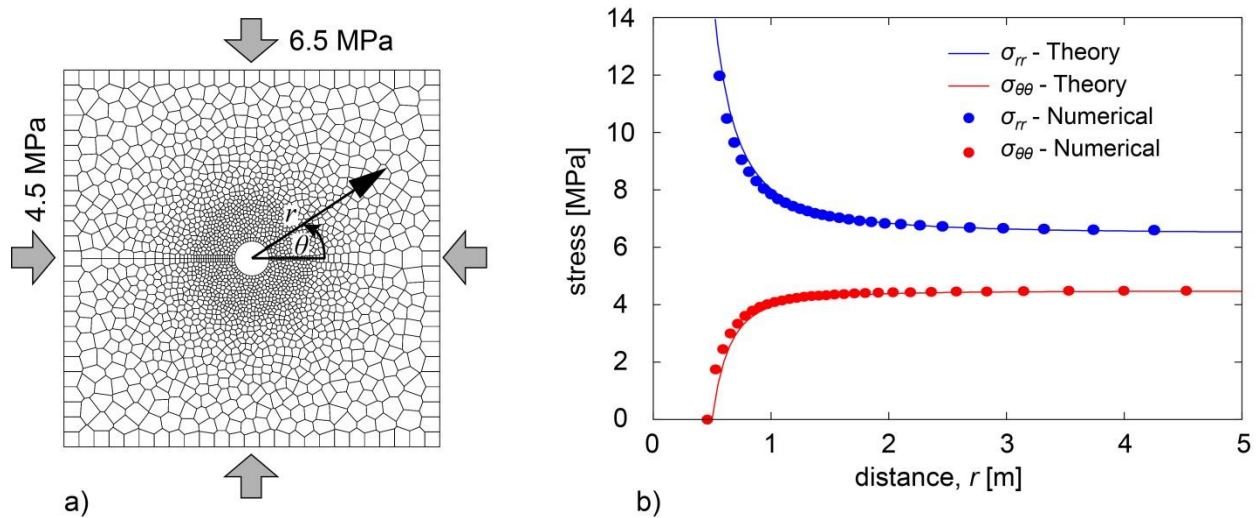 6.5 MPa
4.5 MPa
r
θ
a)
14
12
10
8
6
4
2
0
stress [MPa]
σrr - Theory
σθθ - Theory
σrr - Numerical
σθθ - Numerical
0 1 2 3 4 5
distance, r [m]
b)